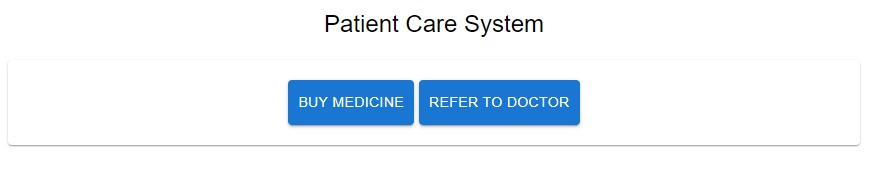 Patient Care System
BUY MEDICINE REFER TO DOCTOR